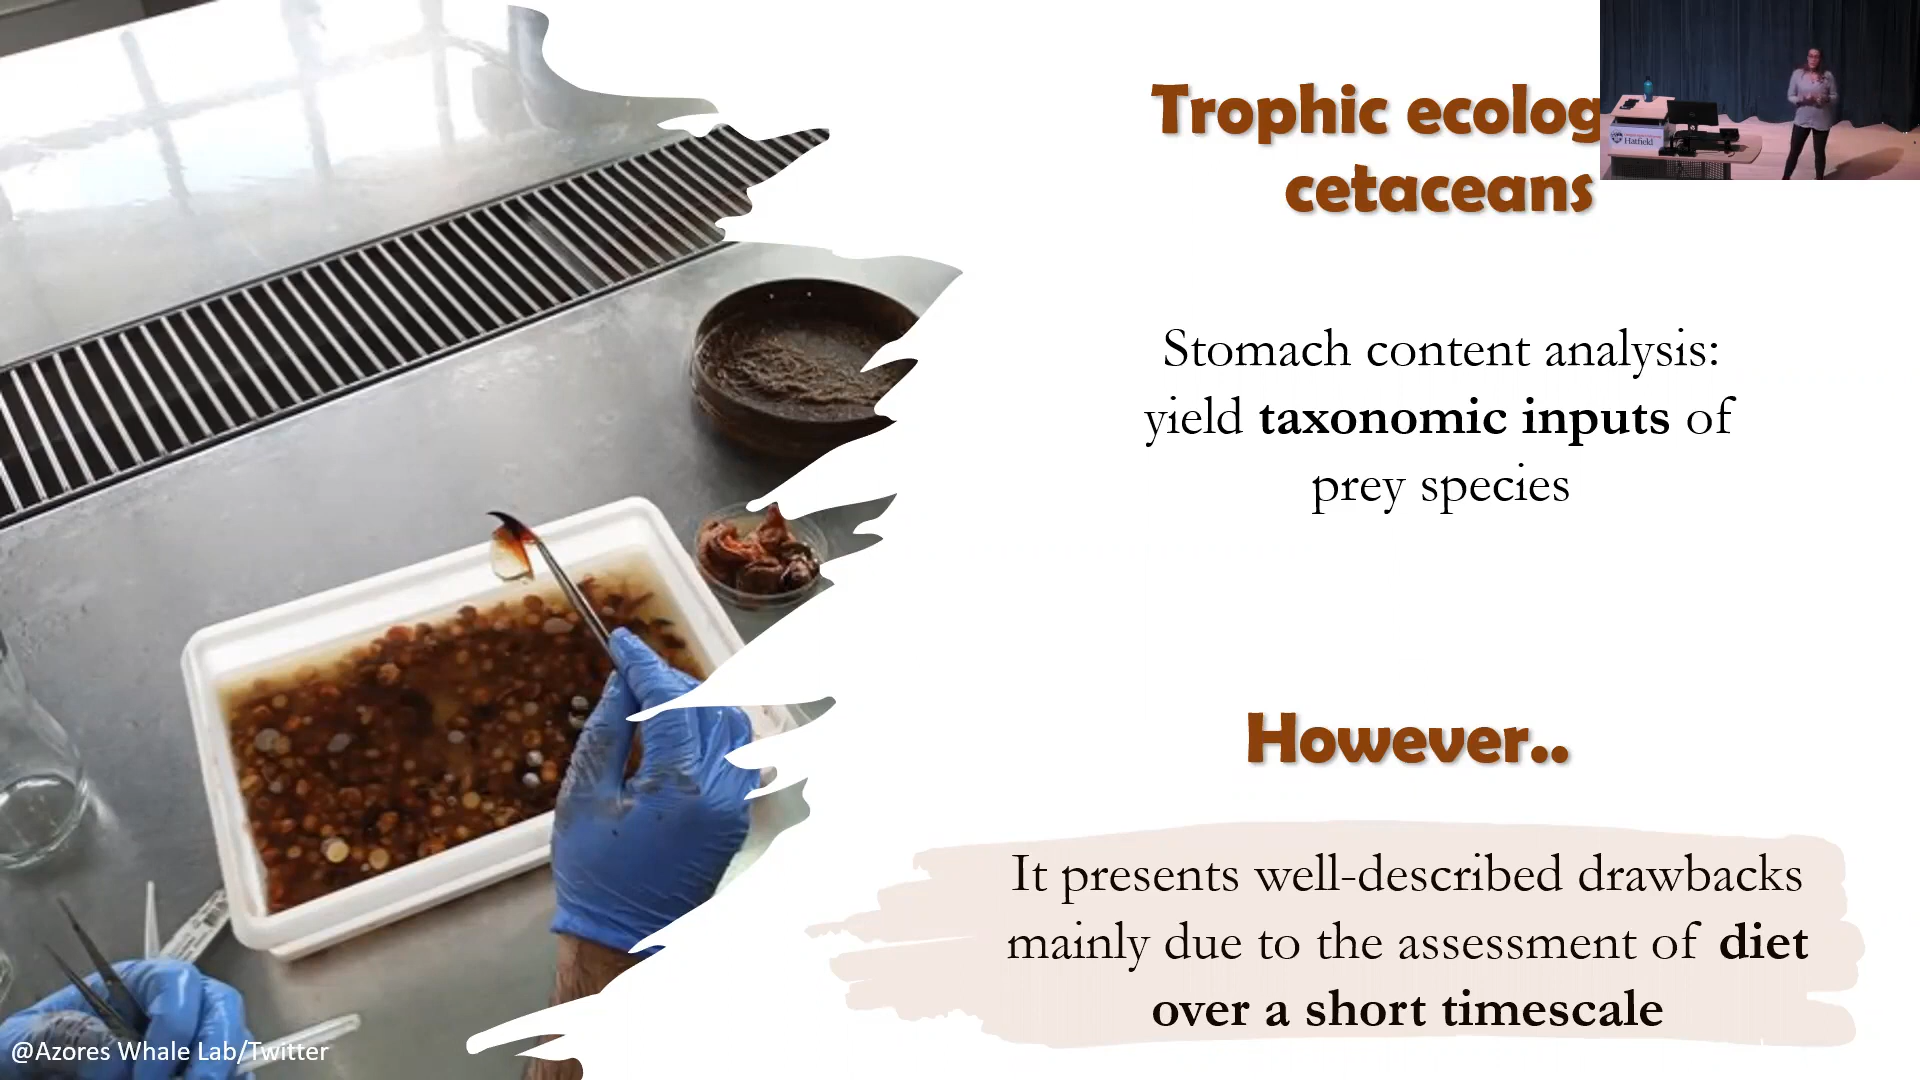 Trophic ecolog
cetaceans
Hatfield
Stomach content analysis:
yield taxonomic inputs of
prey species
However..
It presents well-described drawbacks
mainly due to the assessment of diet
over a short timescale
@Azores Whale Lab/Twitter